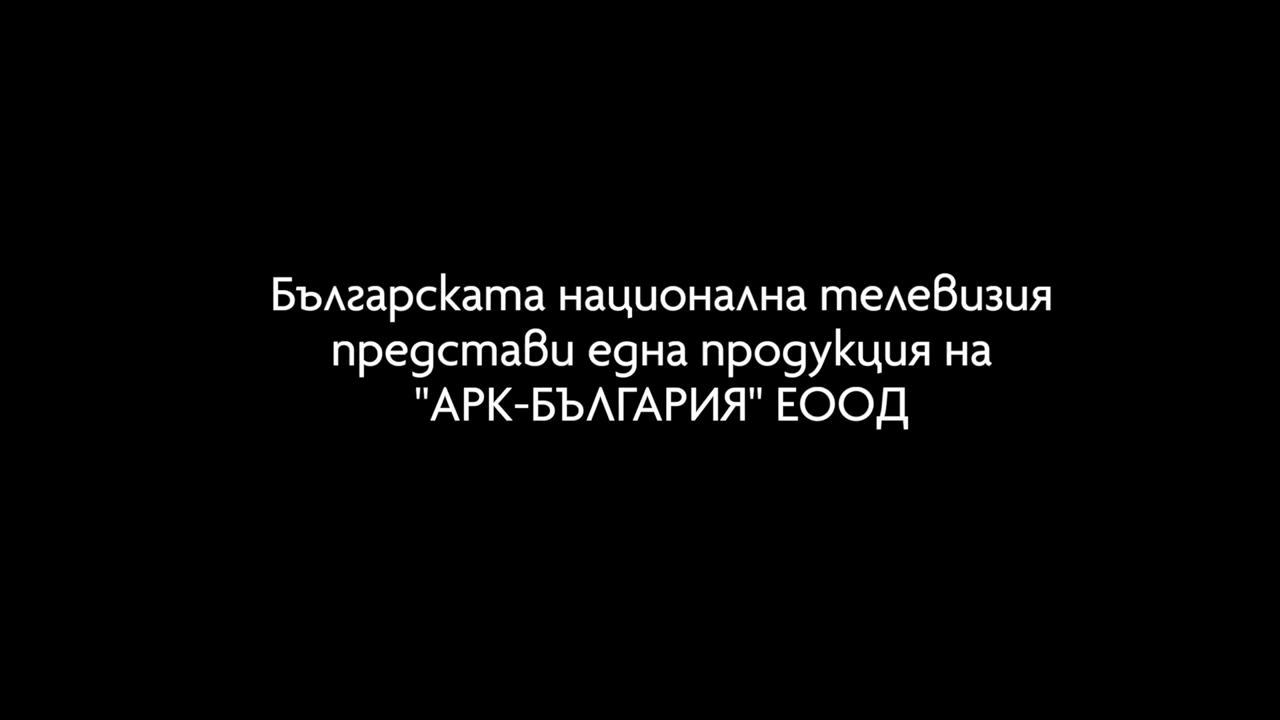 Българската национална телевизия
представи една продукция на
"АРК-БЪЛГАРИЯ" ЕООД